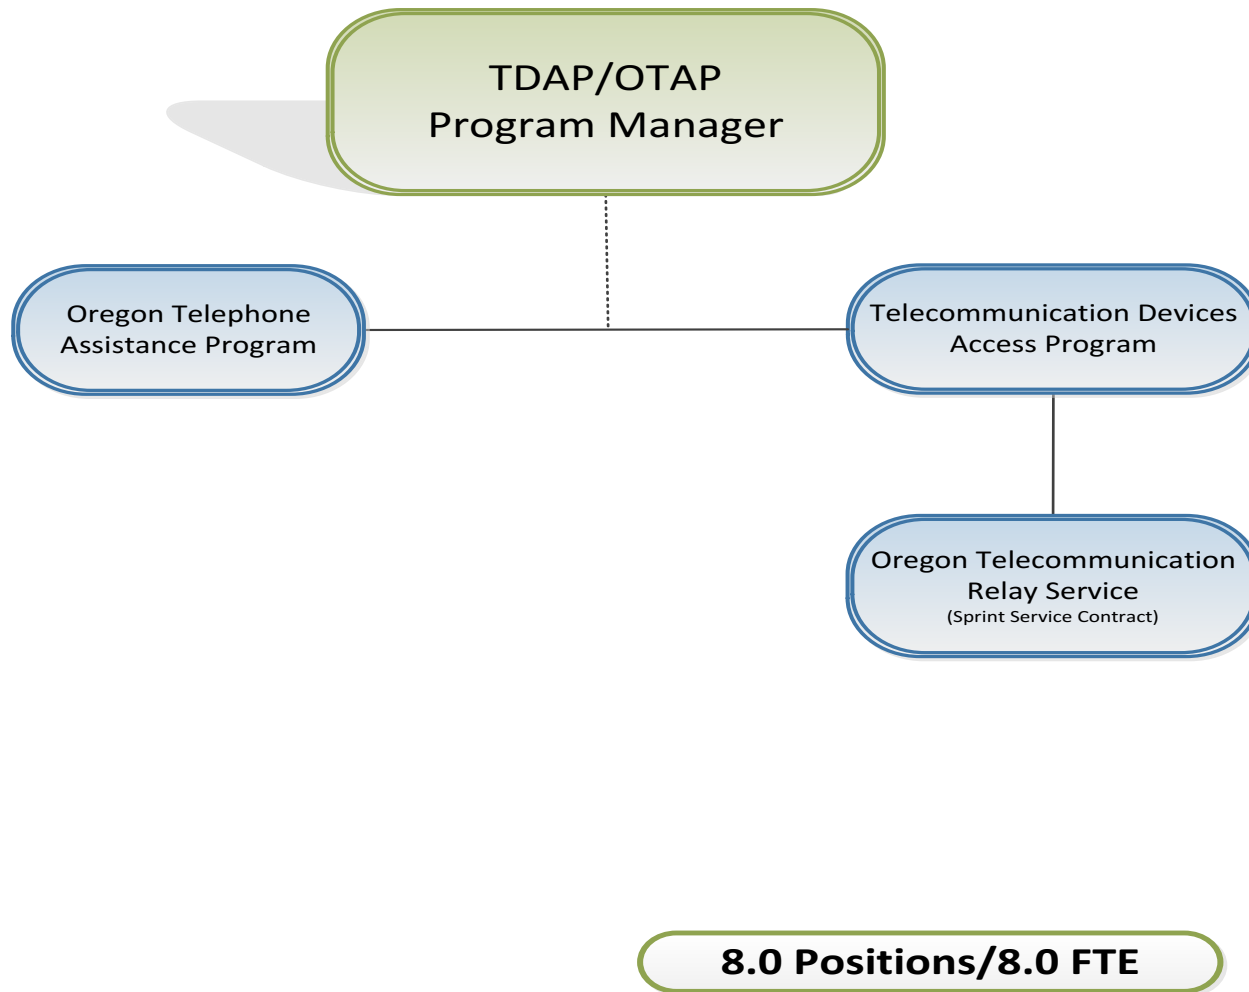 TDAP/OTAP
Program Manager
Oregon Telephone
Assistance Program
Telecommunication Devices
Access Program
Oregon Telecommunication
Relay Service
(Sprint Service Contract)
8.0 Positions/8.0 FTE